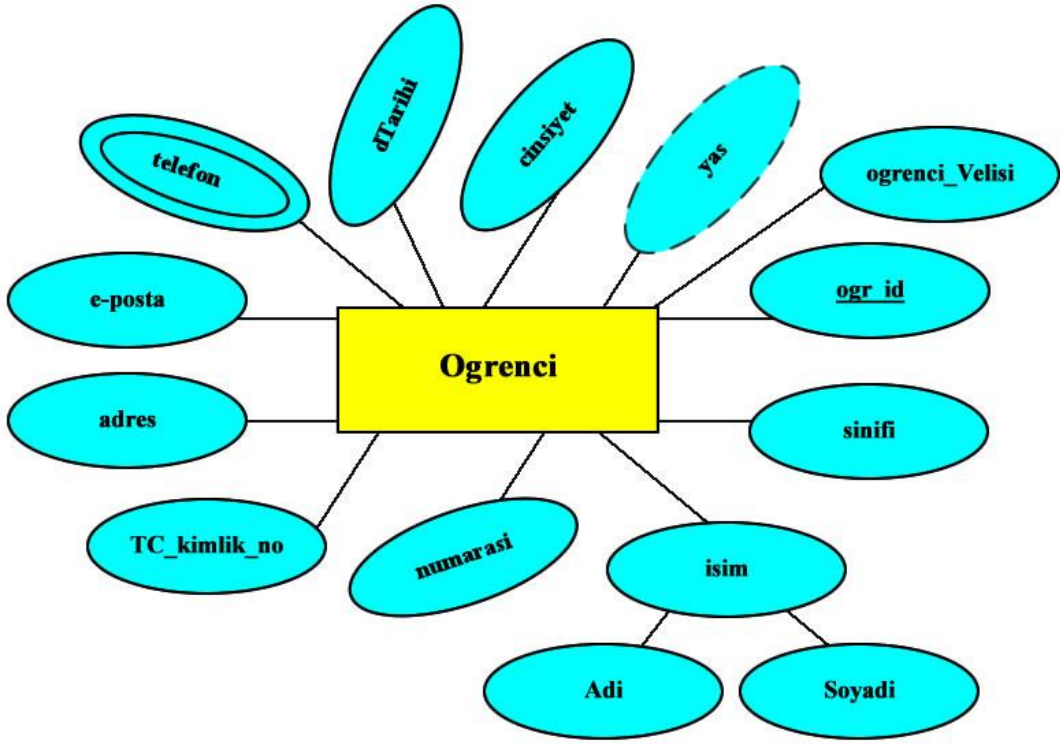 dTarihi
cinsiyet
yas
telefon
ogrenci_Velisi
e-posta
ogr_id
Ogrenci
adres
sinifi
TC_kimlik_no
numarasi
isim
Adi
Soyadi